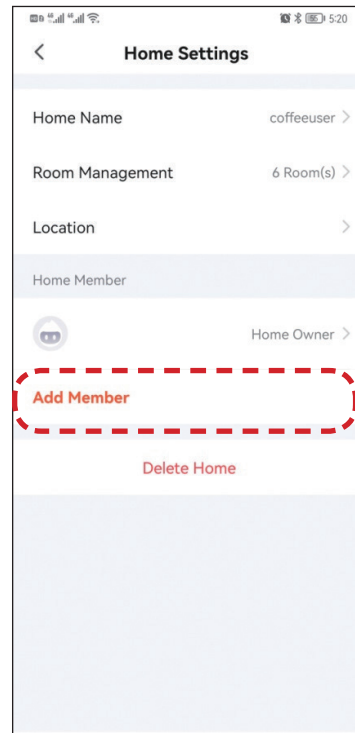 5:20
Home Settings
Home Name coffeeuser
Room Management 6 Room(s)
Location
Home Member
Home Owner
Add Member
Delete Home